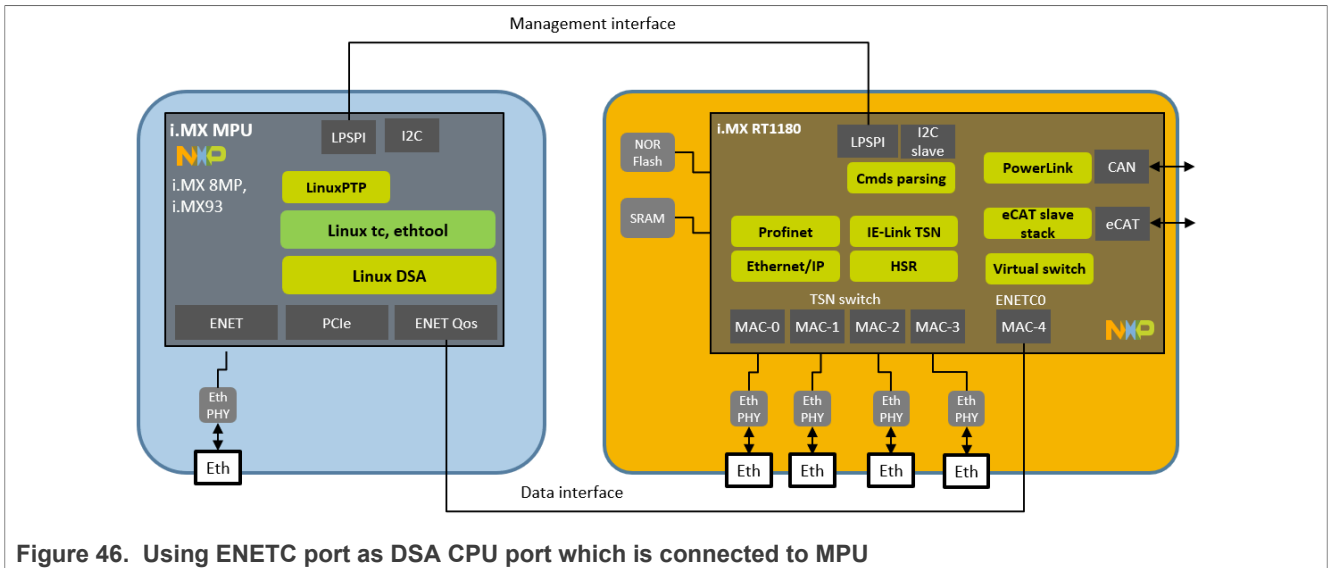 Management interface
i.MX MPU
NXP
i.MX 8MP,
i.MX93
LPSPI
I2C
LinuxPTP
Linux tc, ethtool
Linux DSA
ENET
PCIe
ENET Qos
Eth
PHY
Eth
NOR
Flash
SRAM
i.MX RT1180
LPSPI
I2C
slave
Cmds parsing
PowerLink
CAN
Profinet
IE-Link TSN
eCAT slave
stack
eCAT
Ethernet/IP
HSR
Virtual switch
TSN switch
ENETC0
MAC-0
MAC-1
MAC-2
MAC-3
MAC-4
NXP
Eth
PHY
Eth
PHY
Eth
PHY
Eth
PHY
Eth
Eth
Eth
Eth
Data interface
Figure 46. Using ENETC port as DSA CPU port which is connected to MPU